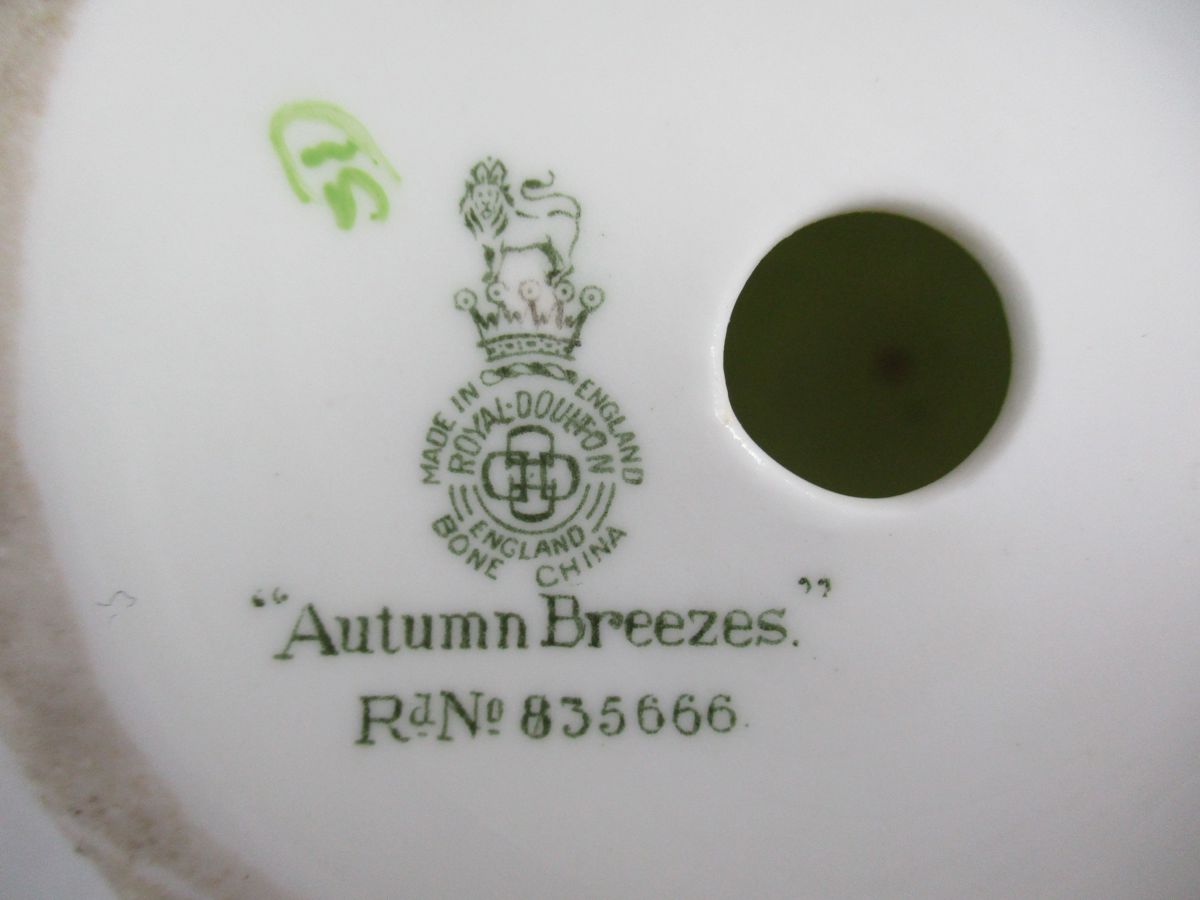 MADE IN ENGLAND
ROYAL·DOULTON
ENGLAND
BONE CHINA
“Autumn Breezes.”
Rd. No 835666.